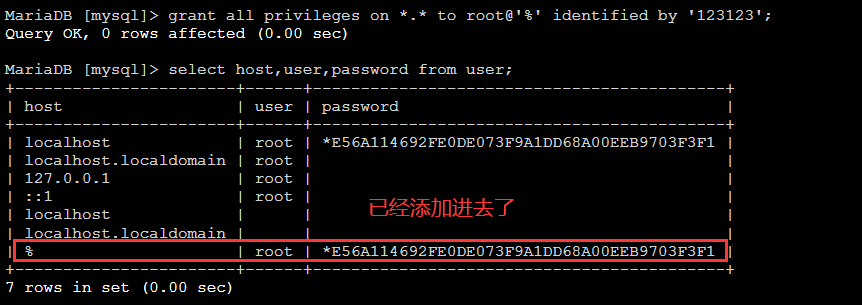 MariaDB [mysql]> grant all privileges on *.* to root@'%' identified by '123123';
Query OK, 0 rows affected (0.00 sec)
MariaDB [mysql]> select host,user,password from user;
+-----------------------+------+-------------------------------------------+
| host                  | user | password                                  |
+-----------------------+------+-------------------------------------------+
| localhost             | root | *E56A114692FE0DE073F9A1DD68A00EEB9703F3F1 |
| localhost.localdomain | root |                                           |
| 127.0.0.1             | root |                                           |
| ::1                   | root |                                           |
| localhost             |      |                                           |
已经添加进去了
| localhost.localdomain |      |                                           |
| %                     | root | *E56A114692FE0DE073F9A1DD68A00EEB9703F3F1 |
+-----------------------+------+-------------------------------------------+
7 rows in set (0.00 sec)